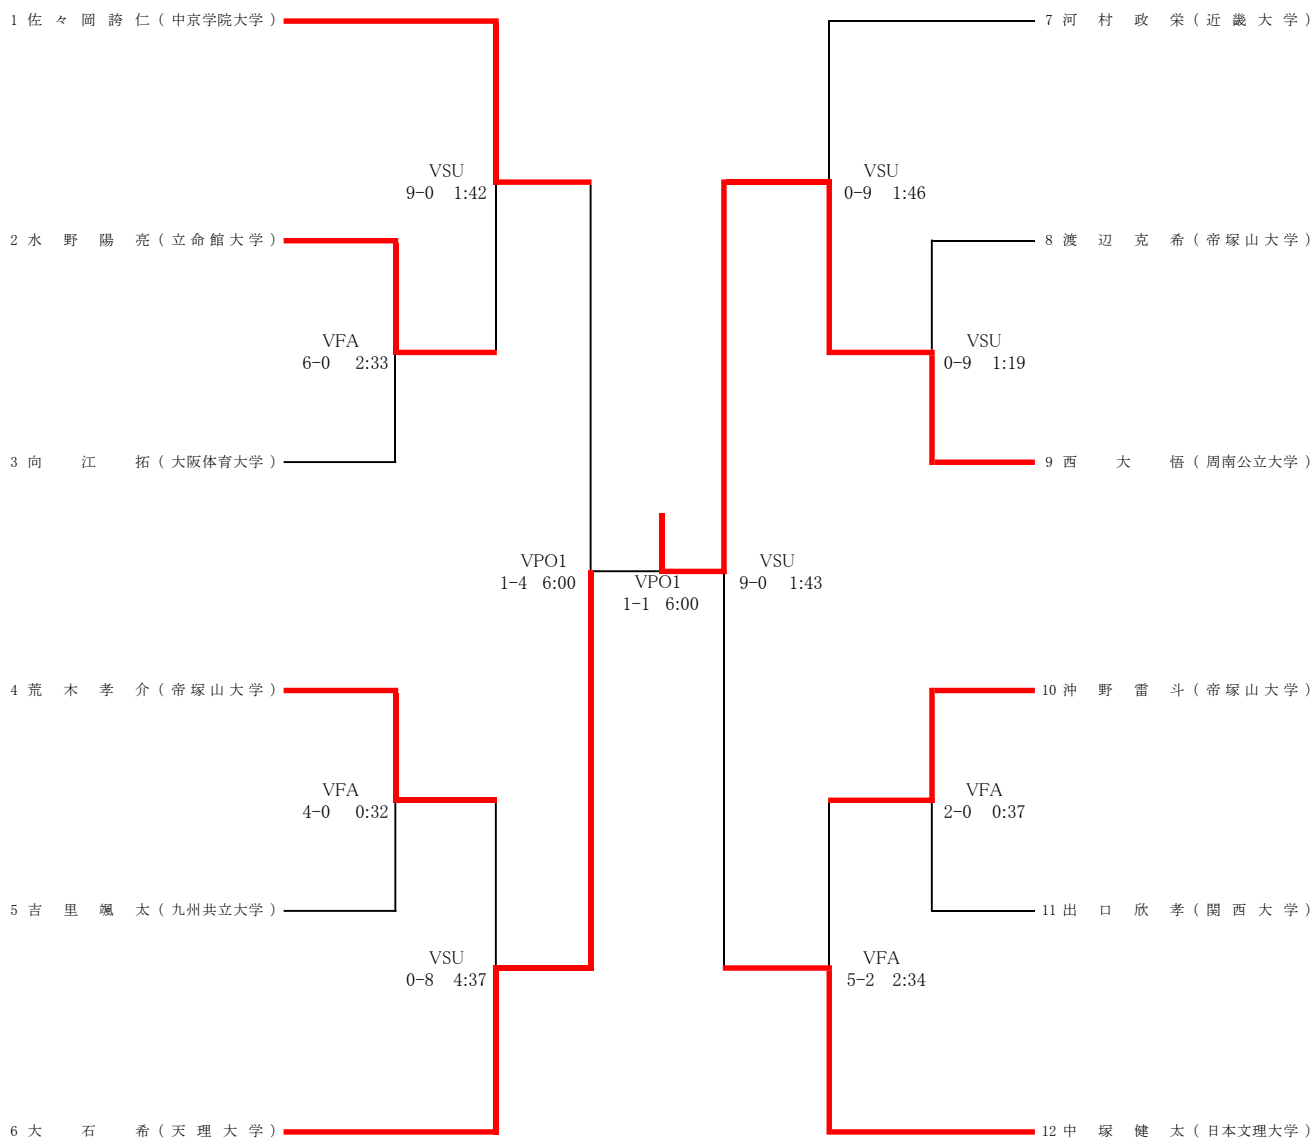 1 佐々岡誇仁(中京学院大学)
7 河村政栄(近畿大学)
VSU
9-0 1:42
VSU
0-9 1:46
2 水野陽亮(立命館大学)
8 渡辺克希(帝塚山大学)
VFA
6-0 2:33
VSU
0-9 1:19
3 向江拓(大阪体育大学)
9 西大悟(周南公立大学)
VPO1
1-4 6:00
VPO1
1-1 6:00
VSU
9-0 1:43
4 荒木孝介(帝塚山大学)
10 沖野雷斗(帝塚山大学)
VFA
4-0 0:32
VFA
2-0 0:37
5 吉里颯太(九州共立大学)
11 出口欣孝(関西大学)
VSU
0-8 4:37
VFA
5-2 2:34
6 大石希(天理大学)
12 中塚健太(日本文理大学)